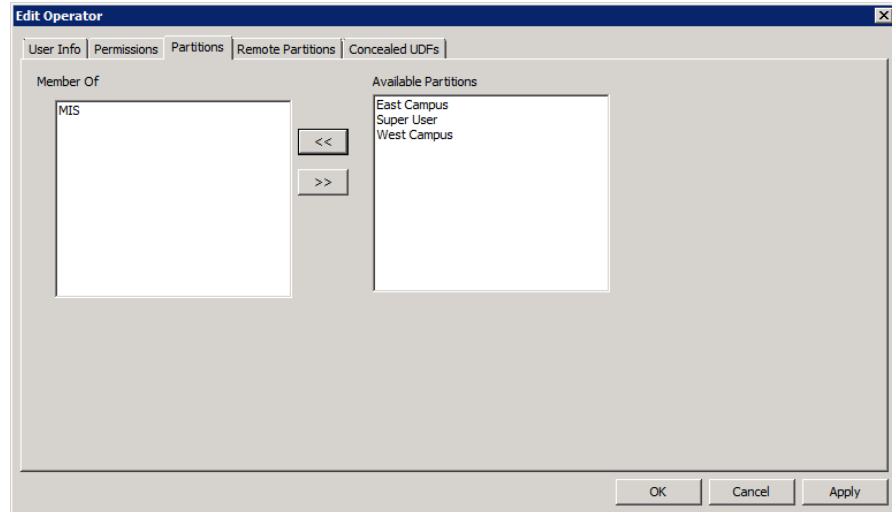 Edit Operator
User Info
Permissions
Partitions
Remote Partitions
Concealed UDFs
Member Of
MIS
<<
>>
Available Partitions
East Campus
Super User
West Campus
OK
Cancel
Apply